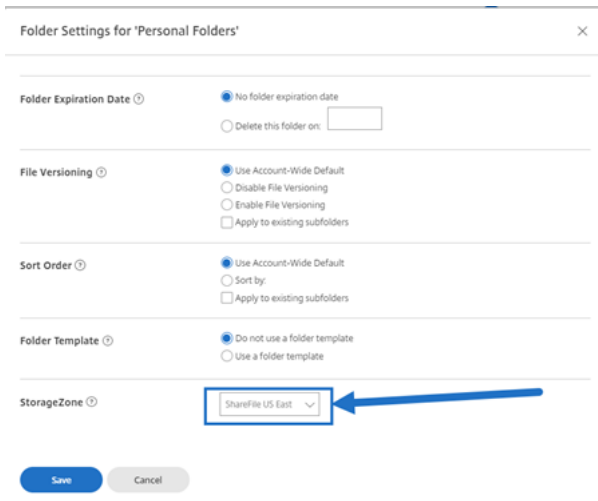 Folder Settings for 'Personal Folders'
Folder Expiration Date
No folder expiration date
Delete this folder on:
File Versioning
Use Account-Wide Default
Disable File Versioning
Enable File Versioning
Apply to existing subfolders
Sort Order
Use Account-Wide Default
Sort by:
Apply to existing subfolders
Folder Template
Do not use a folder template
Use a folder template
StorageZone
ShareFile US East
Save
Cancel